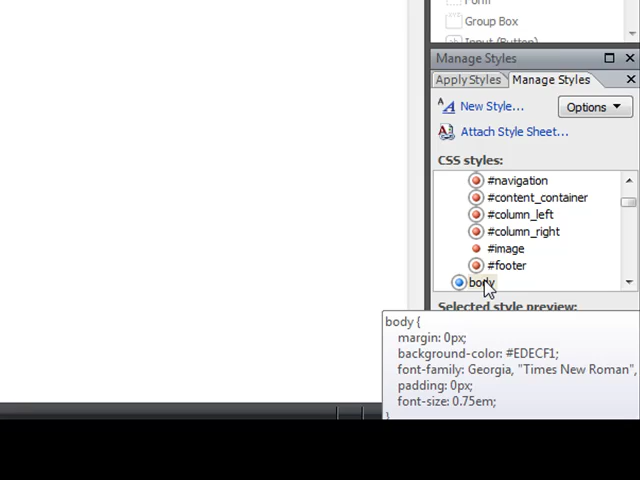 Form
Group Box
Input (Button)
Manage Styles
Apply Styles
Manage Styles
New Style...
Options
Attach Style Sheet...
CSS styles:
#navigation
#content_container
#column_left
#column_right
#image
#footer
body
Selected style preview:
body {
margin: 0px;
background-color: #EDECF1;
font-family: Georgia, "Times New Roman",
padding: 0px;
font-size: 0.75em;
}